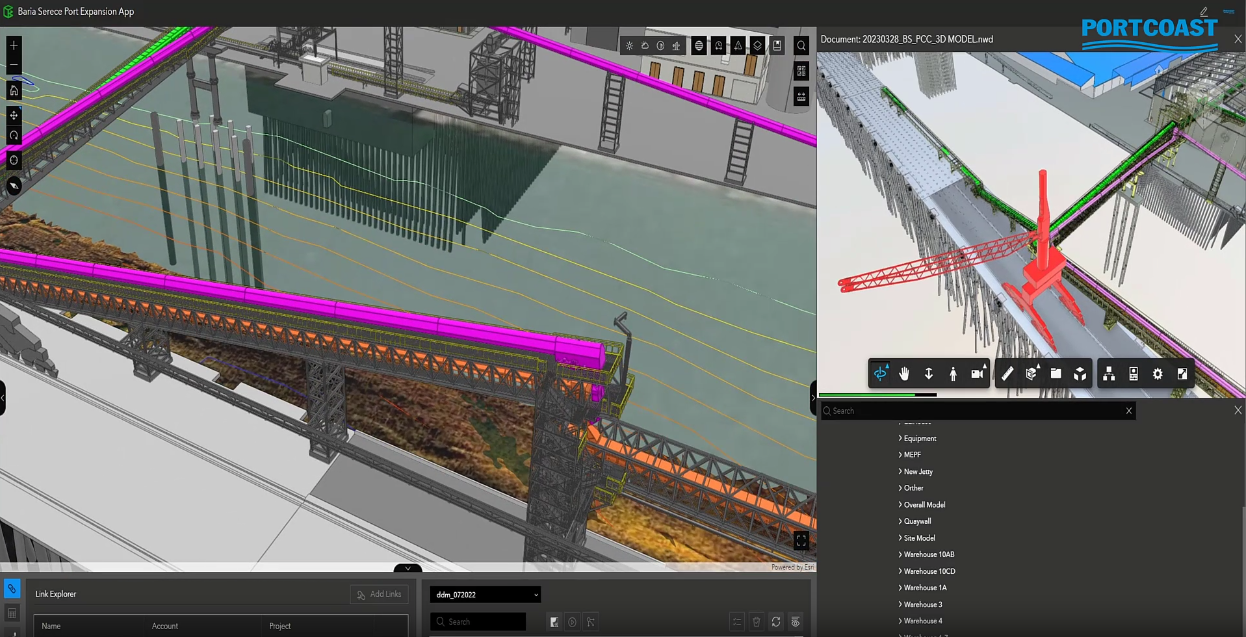 Baria Serece Port Expansion App
PORTCOAST
Document: 20230328_BS_PCC_3D MODEL.nwd
X
Powered by Esri
Search
X
X
Equipment
MEPF
New Jetty
Orther
Overall Model
Quaywall
Site Model
Warehouse 10AB
Warehouse 10CD
Warehouse 1A
Warehouse 3
Warehouse 4
Link Explorer
Add Links
Name
Account
Project
ddm_072022
Search